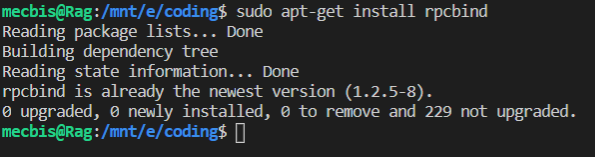 mecbis@Rag:/mnt/e/coding$ sudo apt-get install rpcbind
Reading package lists... Done
Building dependency tree
Reading state information... Done
rpcbind is already the newest version (1.2.5-8).
0 upgraded, 0 newly installed, 0 to remove and 229 not upgraded.
mecbis@Rag:/mnt/e/coding$